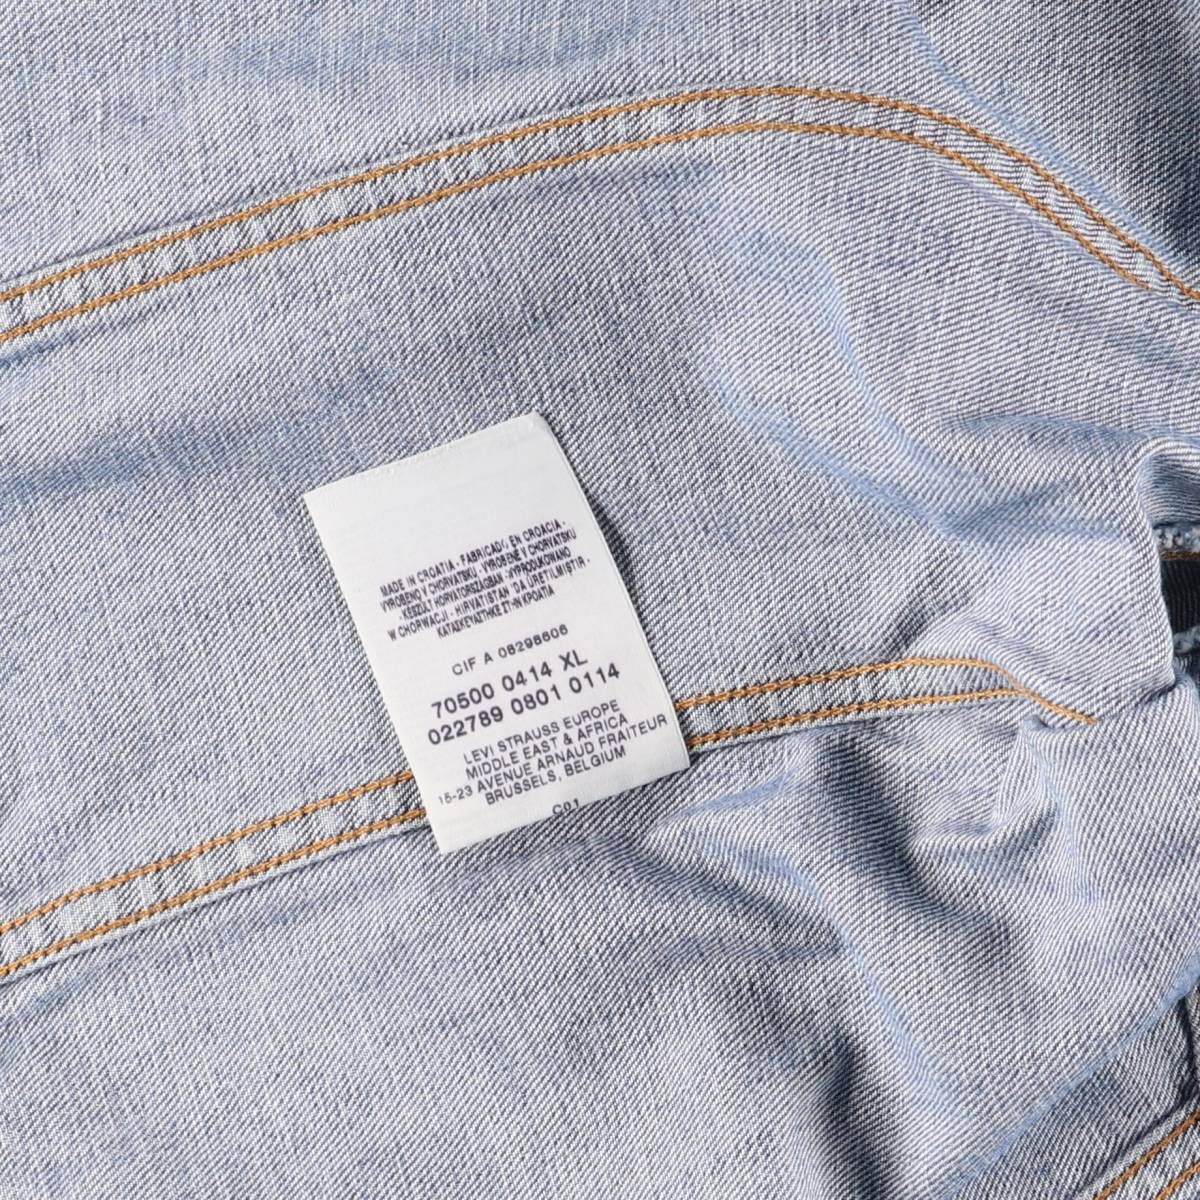 MADE IN CROATIA - FABRICADO EN CROACIA -
VYROBENO V CHORVATSKU - VYROBENÉ V CHORVÁTSKU
- KÉSZÜLT HORVÁTORSZÁGBAN - WYPRODUKOWANO
W CHORWACJI - HIRVATISTAN 'DA ÜRETILMISTIR -
ΚΑΤΑΣΚΕΥΑΣΤΗΚΕ ΣΤΗΝ ΚΡΟΑΤΙΑ
CIF A 08298606
70500 0414 XL
022789 0801 0114
LEVI STRAUSS EUROPE
MIDDLE EAST & AFRICA
15-23 AVENUE ARNAUD FRAITEUR
BRUSSELS, BELGIUM
C01